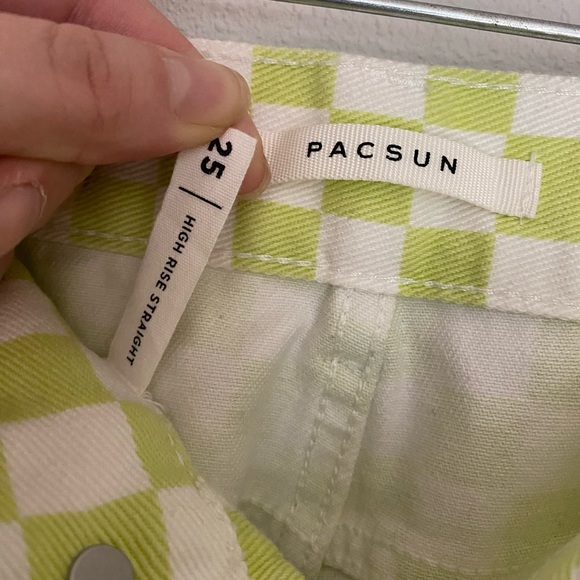 PACSUN
25 | HIGH RISE STRAIGHT